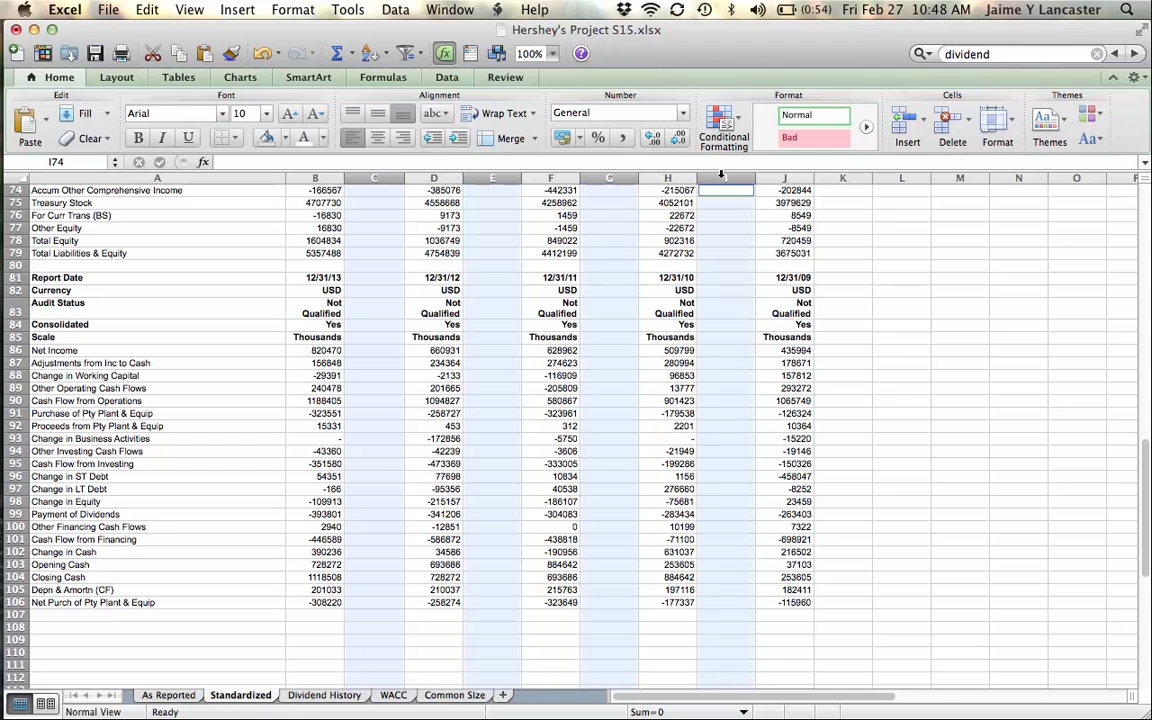 Excel File Edit View Insert Format Tools Data Window Help (0:54) Fri Feb 27 10:48 AM Jaime Y Lancaster
Hershey's Project S15.xlsx
100% dividend
Home Layout Tables Charts SmartArt Formulas Data Review
Edit Font Alignment Number Format Cells Themes
Paste Fill Arial 10 A A abc Wrap Text General Conditional Formatting Normal Insert Delete Format Themes Aa
Clear B I U A Merge % Bad
I74 fx
A B C D E F G H J K L M N O P
74 Accum Other Comprehensive Income -166567 -385076 -442331 -215067 -202844
75 Treasury Stock 4707730 4558668 4258962 4052101 3979629
76 For Curr Trans (BS) -16830 9173 1459 22672 8549
77 Other Equity 16830 -9173 -1459 -22672 -8549
78 Total Equity 1604834 1036749 849022 902316 720459
79 Total Liabilities & Equity 5357488 4754839 4412199 4272732 3675031
80
81 Report Date 12/31/13 12/31/12 12/31/11 12/31/10 12/31/09
82 Currency USD USD USD USD USD
83 Audit Status Not Qualified Not Qualified Not Qualified Not Qualified Not Qualified
84 Consolidated Yes Yes Yes Yes Yes
85 Scale Thousands Thousands Thousands Thousands Thousands
86 Net Income 820470 660931 628962 509799 435994
87 Adjustments from Inc to Cash 156848 234364 274623 280994 178671
88 Change in Working Capital -29391 -2133 -116909 96853 157812
89 Other Operating Cash Flows 240478 201665 -205809 13777 293272
90 Cash Flow from Operations 1188405 1094827 580867 901423 1065749
91 Purchase of Pty Plant & Equip -323551 -258727 -323961 -179538 -126324
92 Proceeds from Pty Plant & Equip 15331 453 312 2201 10364
93 Change in Business Activities - -172856 -5750 - -15220
94 Other Investing Cash Flows -43360 -42239 -3606 -21949 -19146
95 Cash Flow from Investing -351580 -473369 -333005 -199286 -150326
96 Change in ST Debt 54351 77698 10834 1156 -458047
97 Change in LT Debt -166 -95356 40538 276660 -8252
98 Change in Equity -109913 -215157 -186107 -75681 23459
99 Payment of Dividends -393801 -341206 -304083 -283434 -263403
100 Other Financing Cash Flows 2940 -12851 0 10199 7322
101 Cash Flow from Financing -446589 -586872 -438818 -71100 -698921
102 Change in Cash 390236 34586 -190956 631037 216502
103 Opening Cash 728272 693686 884642 253605 37103
104 Closing Cash 1118508 728272 693686 884642 253605
105 Depn & Amortn (CF) 201033 210037 215763 197116 182411
106 Net Purch of Pty Plant & Equip -308220 -258274 -323649 -177337 -115960
107
108
109
110
111
112
As Reported Standardized Dividend History WACC Common Size +
Normal View Ready Sum=0